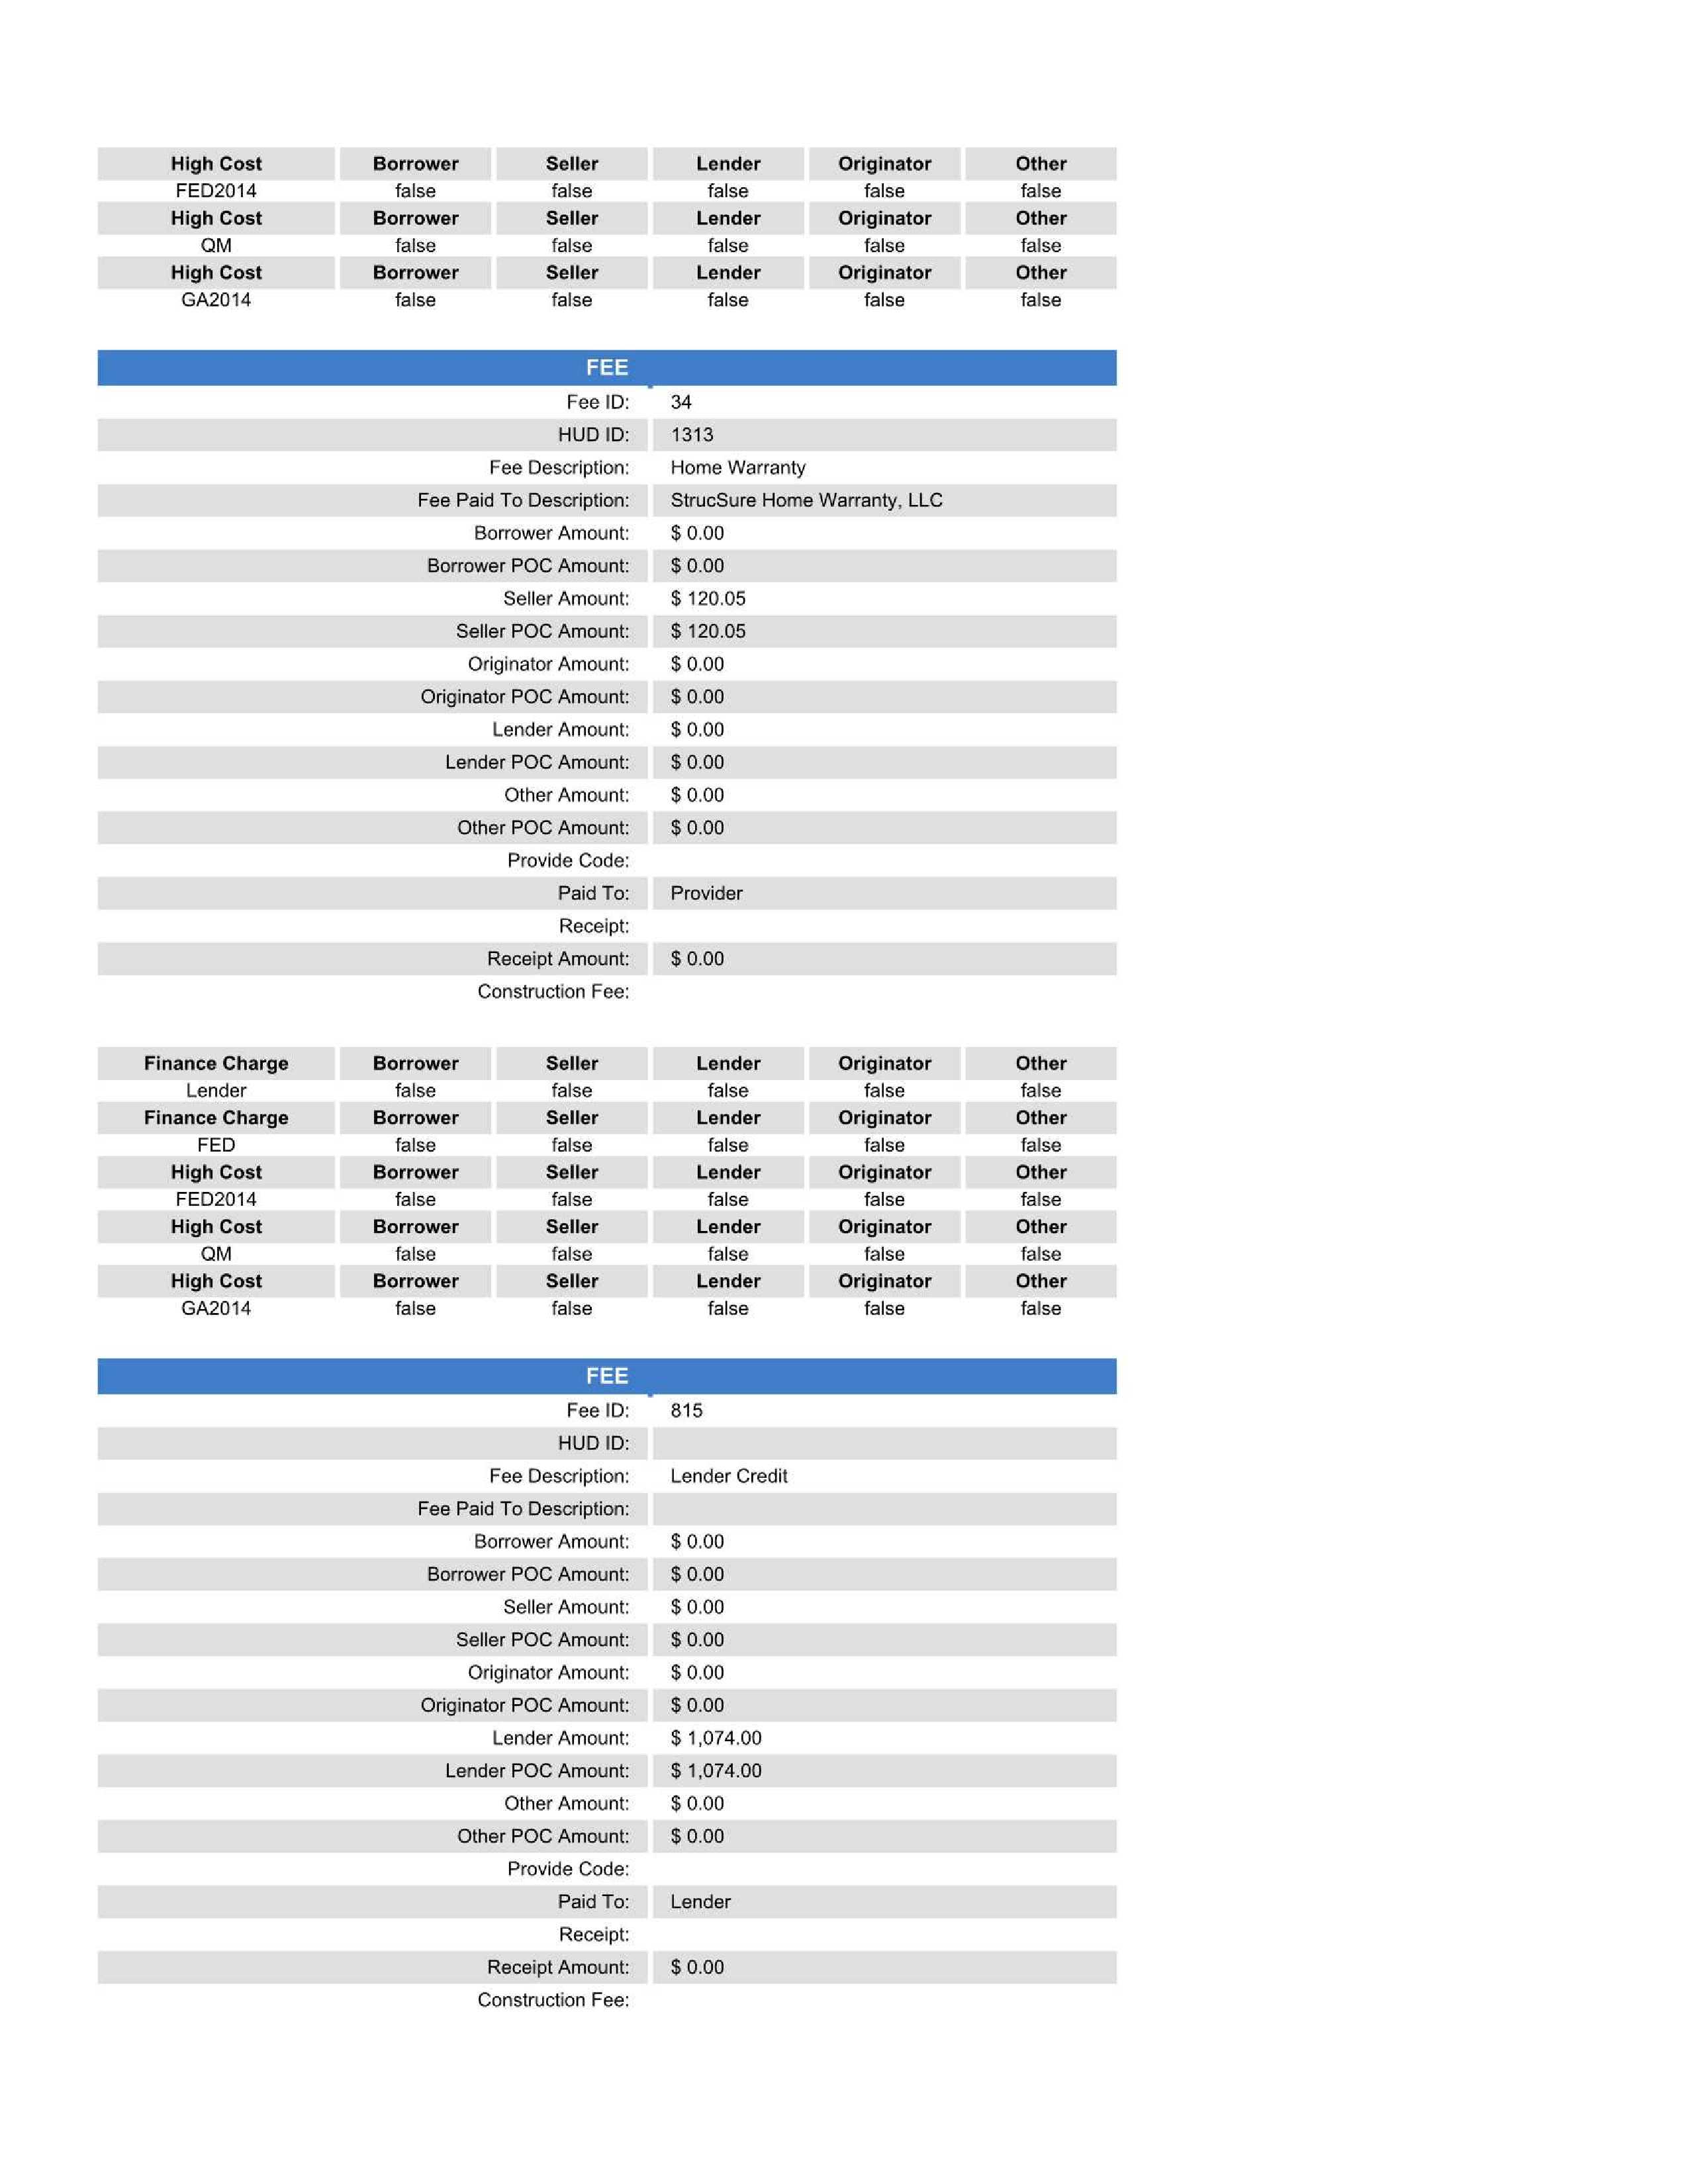 High Cost Borrower Seller Lender Originator Other
FED2014 false false false false false
High Cost Borrower Seller Lender Originator Other
QM false false false false false
High Cost Borrower Seller Lender Originator Other
GA2014 false false false false false
FEE
Fee ID: 34
HUD ID: 1313
Fee Description: Home Warranty
Fee Paid To Description: StrucSure Home Warranty, LLC
Borrower Amount: $ 0.00
Borrower POC Amount: $ 0.00
Seller Amount: $ 120.05
Seller POC Amount: $ 120.05
Originator Amount: $ 0.00
Originator POC Amount: $ 0.00
Lender Amount: $ 0.00
Lender POC Amount: $ 0.00
Other Amount: $ 0.00
Other POC Amount: $ 0.00
Provide Code:
Paid To: Provider
Receipt:
Receipt Amount: $ 0.00
Construction Fee:
Finance Charge Borrower Seller Lender Originator Other
Lender false false false false false
Finance Charge Borrower Seller Lender Originator Other
FED false false false false false
High Cost Borrower Seller Lender Originator Other
FED2014 false false false false false
High Cost Borrower Seller Lender Originator Other
QM false false false false false
High Cost Borrower Seller Lender Originator Other
GA2014 false false false false false
FEE
Fee ID: 815
HUD ID:
Fee Description: Lender Credit
Fee Paid To Description:
Borrower Amount: $ 0.00
Borrower POC Amount: $ 0.00
Seller Amount: $ 0.00
Seller POC Amount: $ 0.00
Originator Amount: $ 0.00
Originator POC Amount: $ 0.00
Lender Amount: $ 1,074.00
Lender POC Amount: $ 1,074.00
Other Amount: $ 0.00
Other POC Amount: $ 0.00
Provide Code:
Paid To: Lender
Receipt:
Receipt Amount: $ 0.00
Construction Fee: